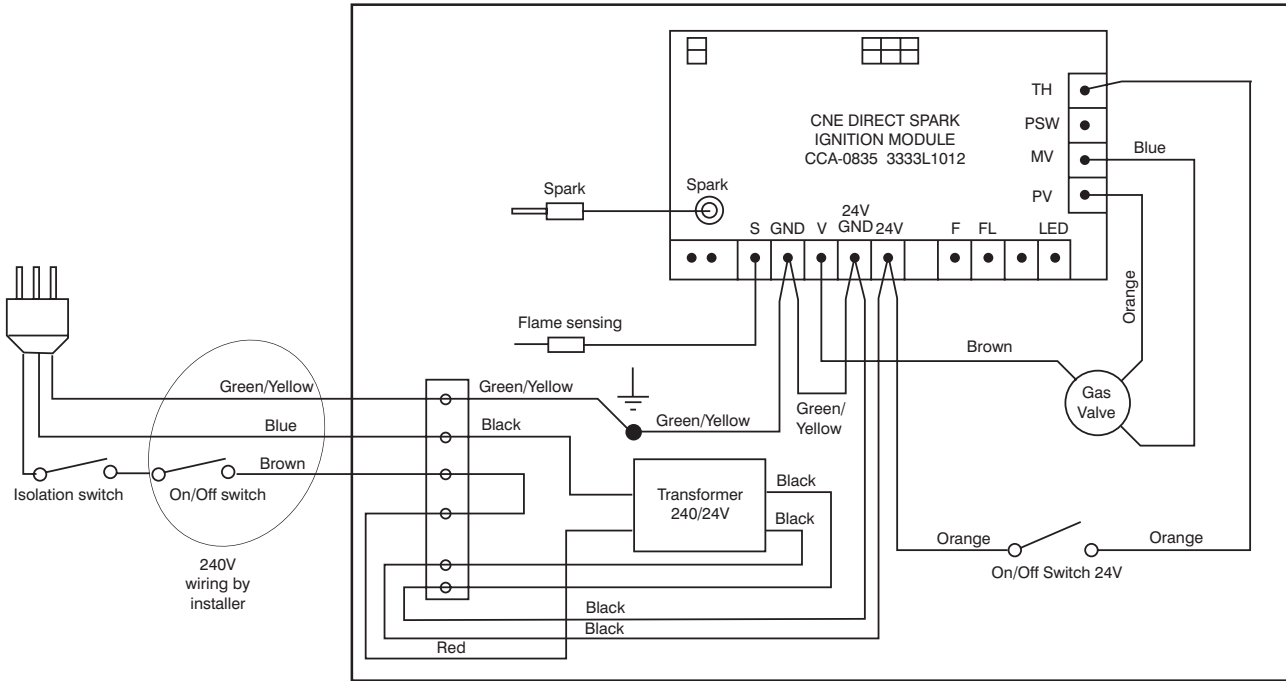 CNE DIRECT SPARK
IGNITION MODULE
CCA-0835 3333L1012
TH
PSW
MV
PV
Blue
Spark
Spark
S GND V 24V GND 24V F FL LED
Orange
Flame sensing
Brown
Gas
Valve
Green/Yellow
Green/Yellow
Green/Yellow
Green/
Yellow
Blue
Black
Brown
Isolation switch
On/Off switch
Transformer
240/24V
Black
Black
Orange
Orange
On/Off Switch 24V
240V
wiring by
installer
Black
Black
Red